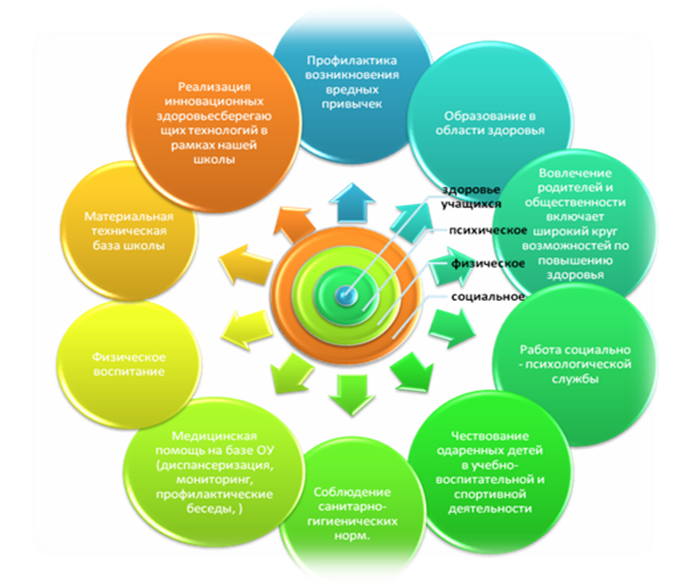 Профилактика
возникновения
вредных
привычек
Образование в
области здоровья
Вовлечение
родителей и
общественности
включает
широкий круг
возможностей по
повышению
здоровья
Работа социально
- психологической
службы
Чествование
одаренных детей
в учебно-
воспитательной и
спортивной
деятельности
Соблюдение
санитарно-
гигиенических
норм.
Медицинская
помощь на базе ОУ
(диспансеризация,
мониторинг,
профилактические
беседы, )
Физическое
воспитание
Материальная
техническая
база школы
Реализация
инновационных
здоровьесберегаю
щих технологий в
рамках нашей
школы
здоровье
учащихся
психическое
физическое
социальное